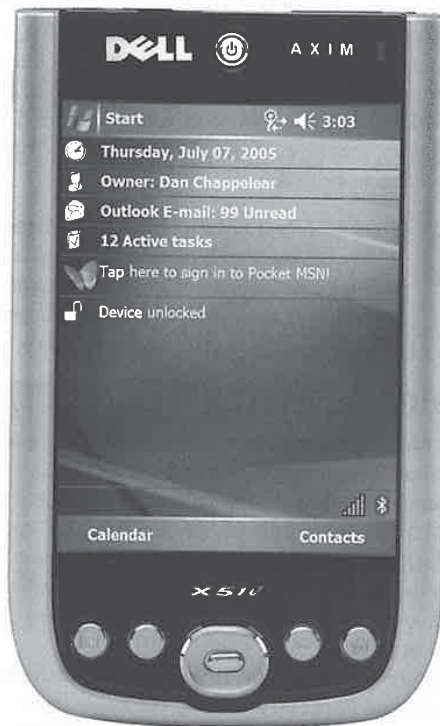 DELL AXIM
Start 3:03
Thursday, July 07, 2005
Owner: Dan Chappelear
Outlook E-mail: 99 Unread
12 Active tasks
Tap here to sign in to Pocket MSN!
Device unlocked
Calendar Contacts
X51v